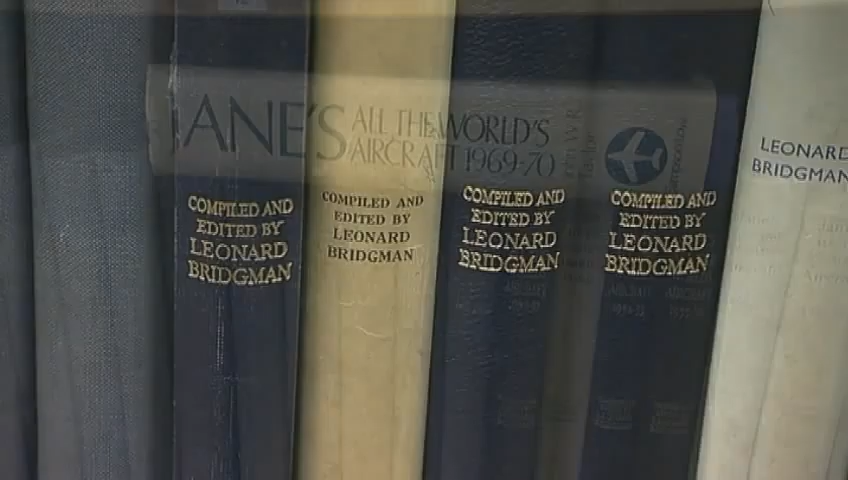 JANE'S
ALL THE WORLD'S
AIRCRAFT 1969-70
COMPILED AND
EDITED BY
LEONARD
BRIDGMAN
COMPILED AND
EDITED BY
LEONARD
BRIDGMAN
COMPILED AND
EDITED BY
LEONARD
BRIDGMAN
COMPILED AND
EDITED BY
LEONARD
BRIDGMAN
LEONARD
BRIDGMAN